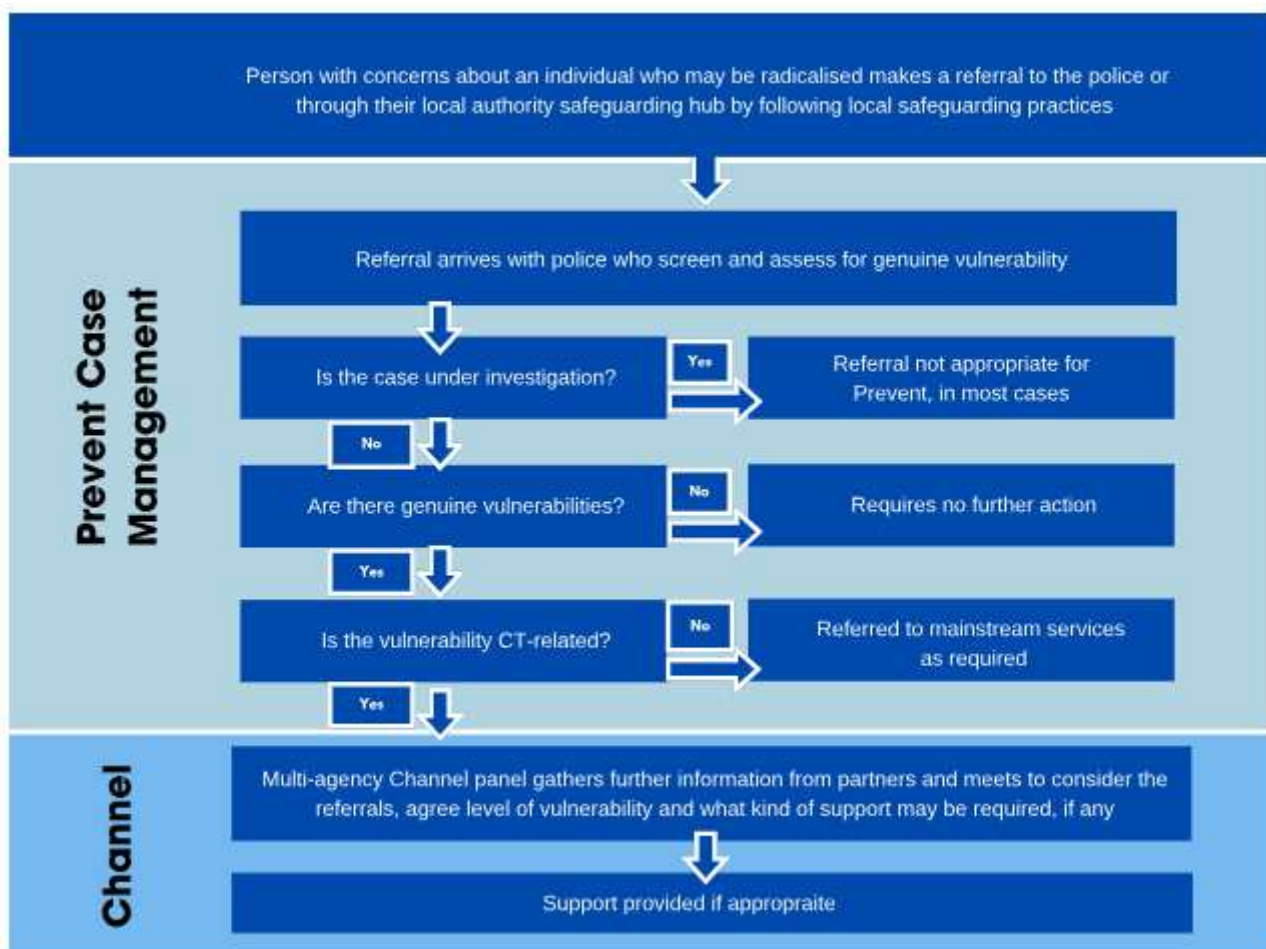 Person with concerns about an individual who may be radicalised makes a referral to the police or
through their local authority safeguarding hub by following local safeguarding practices
Prevent Case
Management
Referral arrives with police who screen and assess for genuine vulnerability
Is the case under investigation?
Yes
Referral not appropriate for
Prevent, in most cases
No
Are there genuine vulnerabilities?
No
Requires no further action
Yes
Is the vulnerability CT-related?
No
Referred to mainstream services
as required
Yes
Channel
Multi-agency Channel panel gathers further information from partners and meets to consider the
referrals, agree level of vulnerability and what kind of support may be required, if any
Support provided if appropraite